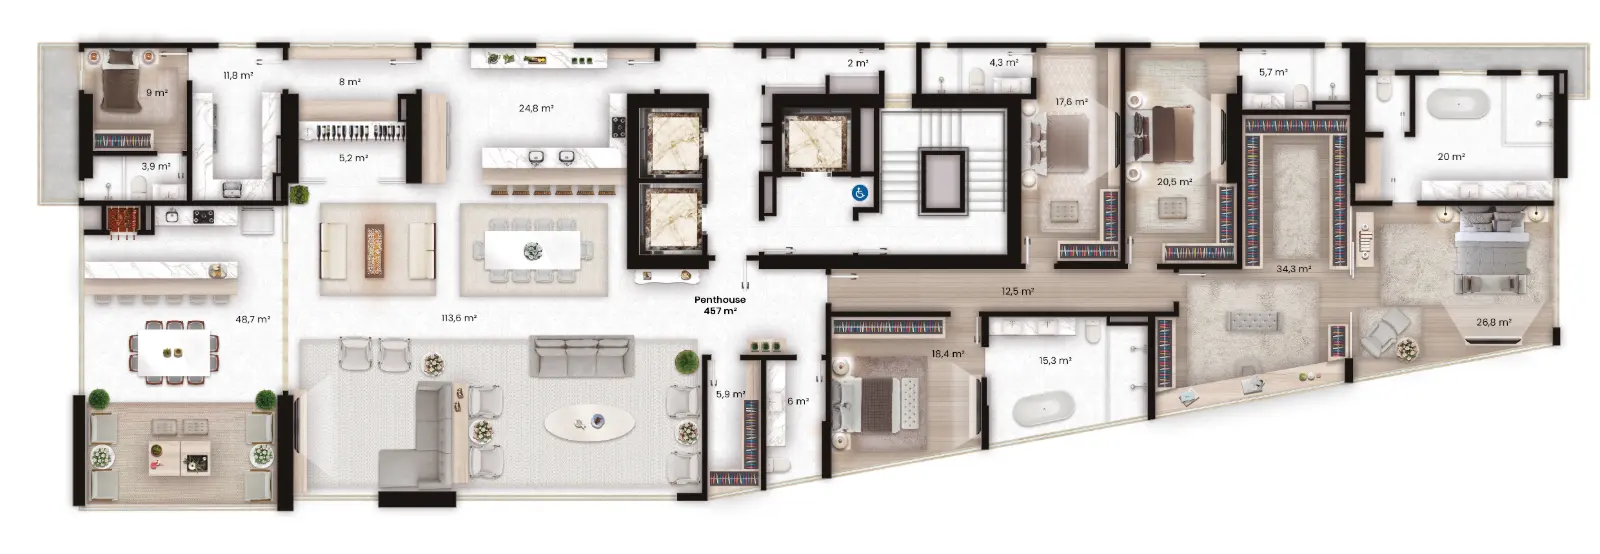 2 m²
4,3 m²
5,7 m²
11,8 m²
8 m²
9 m²
17,6 m²
24,8 m²
5,2 m²
20 m²
3,9 m²
20,5 m²
34,3 m²
12,5 m²
Penthouse
457 m²
48,7 m²
113,6 m²
26,8 m²
18,4 m²
15,3 m²
5,9 m²
6 m²